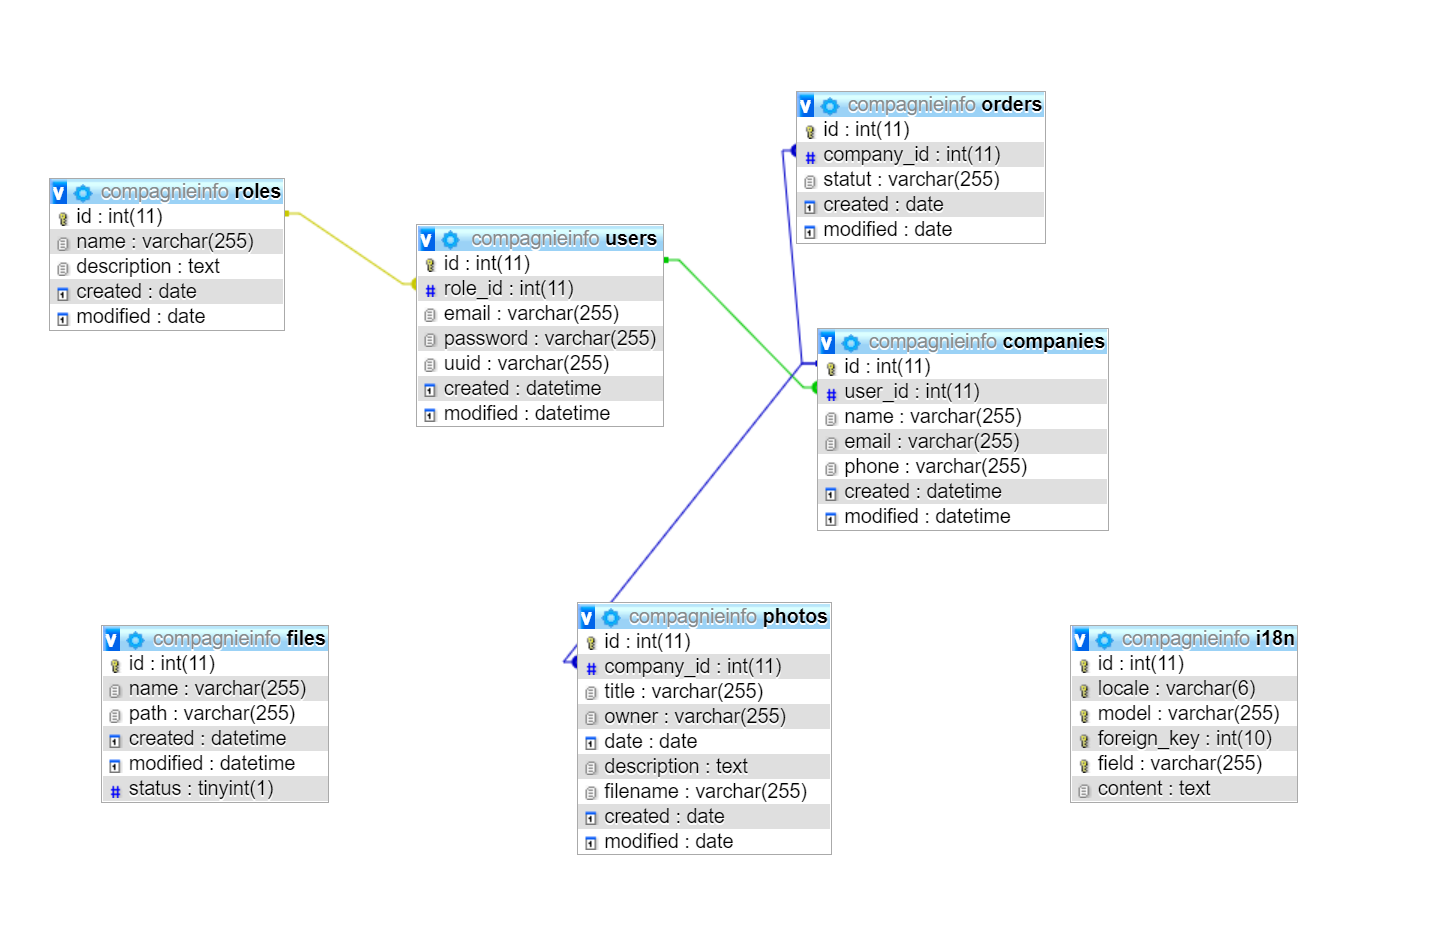 compagnieinfo orders
id : int(11)
company_id : int(11)
statut : varchar(255)
created : date
modified : date
compagnieinfo roles
id : int(11)
name : varchar(255)
description : text
created : date
modified : date
compagnieinfo users
id : int(11)
role_id : int(11)
email : varchar(255)
password : varchar(255)
uuid : varchar(255)
created : datetime
modified : datetime
compagnieinfo companies
id : int(11)
user_id : int(11)
name : varchar(255)
email : varchar(255)
phone : varchar(255)
created : datetime
modified : datetime
compagnieinfo files
id : int(11)
name : varchar(255)
path : varchar(255)
created : datetime
modified : datetime
status : tinyint(1)
compagnieinfo photos
id : int(11)
company_id : int(11)
title : varchar(255)
owner : varchar(255)
date : date
description : text
filename : varchar(255)
created : date
modified : date
compagnieinfo i18n
id : int(11)
locale : varchar(6)
model : varchar(255)
foreign_key : int(10)
field : varchar(255)
content : text